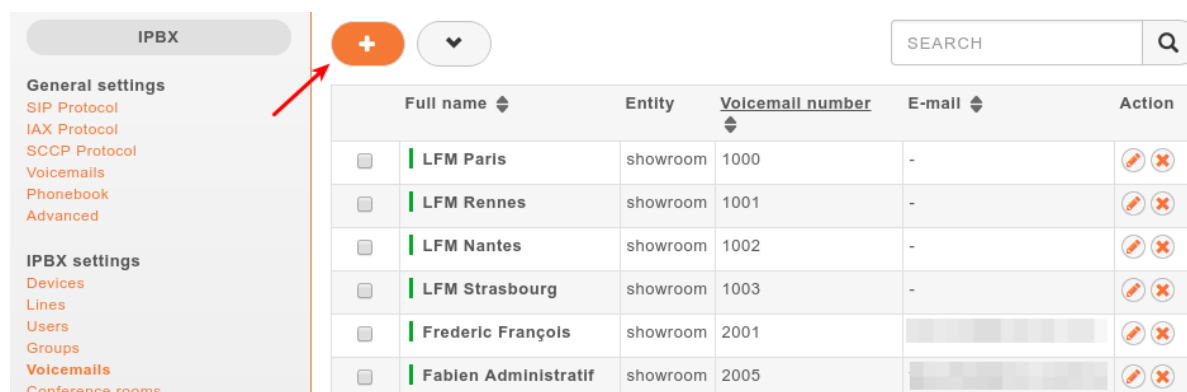 IPBX
General settings
SIP Protocol
IAX Protocol
SCCP Protocol
Voicemails
Phonebook
Advanced
IPBX settings
Devices
Lines
Users
Groups
Voicemails
Conference rooms
SEARCH
Full name Entity Voicemail number E-mail Action
LFM Paris showroom 1000 -
LFM Rennes showroom 1001 -
LFM Nantes showroom 1002 -
LFM Strasbourg showroom 1003 -
Frederic François showroom 2001
Fabien Administratif showroom 2005